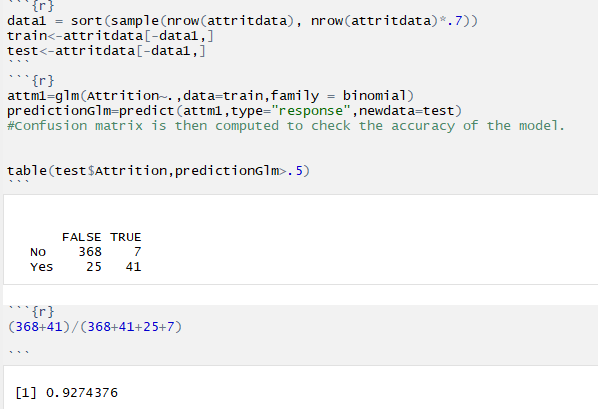 ```{r}
data1 = sort(sample(nrow(attritdata), nrow(attritdata)*.7))
train<-attritdata[-data1,]
test<-attritdata[-data1,]
```
```{r}
attm1=glm(Attrition~.,data=train,family = binomial)
predictionGlm=predict(attm1,type="response",newdata=test)
#Confusion matrix is then computed to check the accuracy of the model.
table(test$Attrition,predictionGlm>.5)
```
FALSE TRUE
No 368 7
Yes 25 41
```{r}
(368+41)/(368+41+25+7)
```
[1] 0.9274376